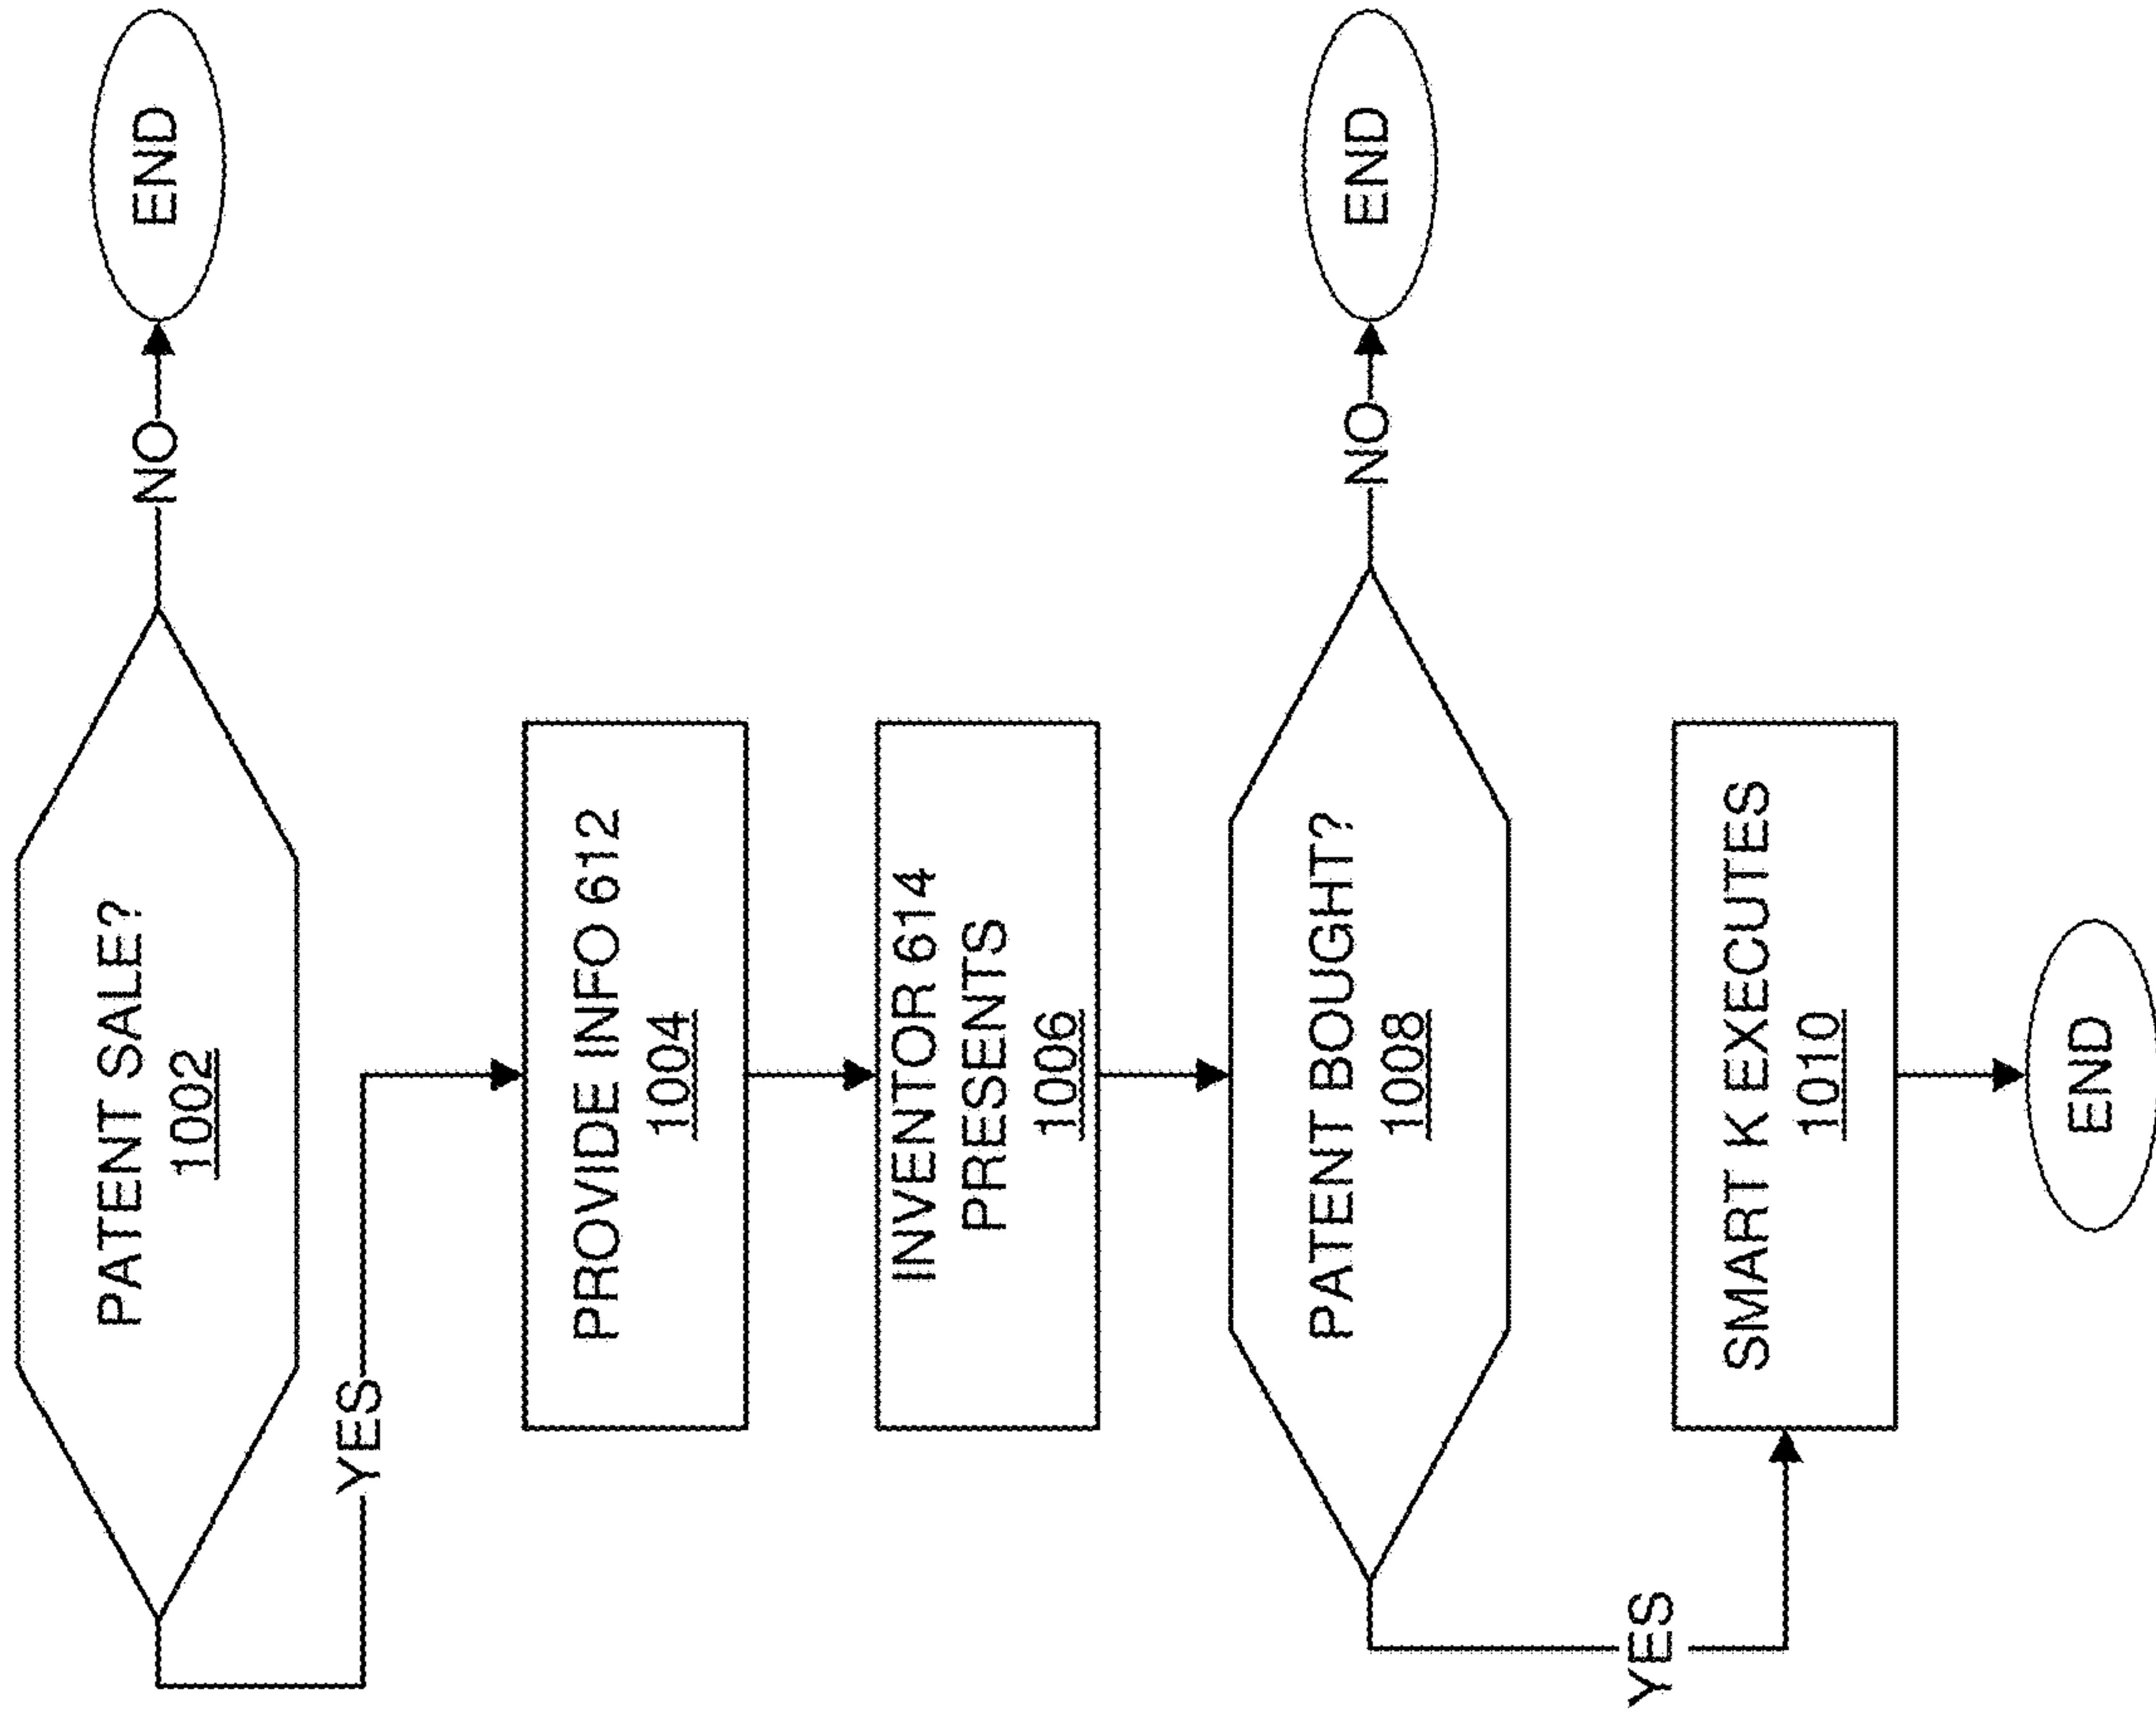 PATENT SALE?
1002
NO
END
YES
PROVIDE INFO 612
1004
INVENTOR 614
PRESENTS
1006
PATENT BOUGHT?
1008
NO
END
YES
SMART K EXECUTES
1010
END